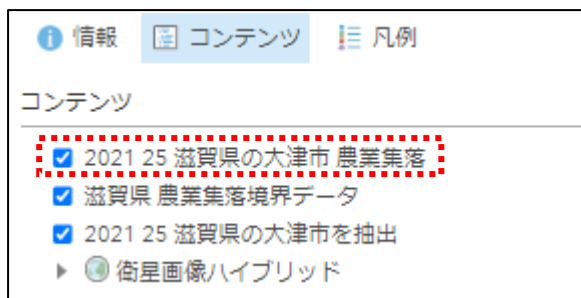 情報 コンテンツ 凡例
コンテンツ
2021 25 滋賀県の大津市 農業集落
滋賀県 農業集落境界データ
2021 25 滋賀県の大津市を抽出
衛星画像ハイブリッド